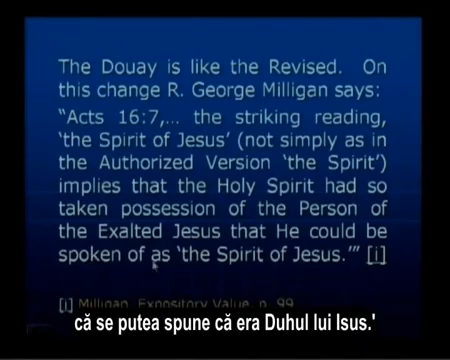 The Douay is like the Revised. On
this change R. George Milligan says:
“Acts 16:7,... the striking reading,
‘the Spirit of Jesus’ (not simply as in
the Authorized Version ‘the Spirit’)
implies that the Holy Spirit had so
taken possession of the Person of
the Exalted Jesus that He could be
spoken of as ‘the Spirit of Jesus.’” [i]
[i] Milligan, Expository Value, p. 99
că se putea spune că era Duhul lui Isus.'